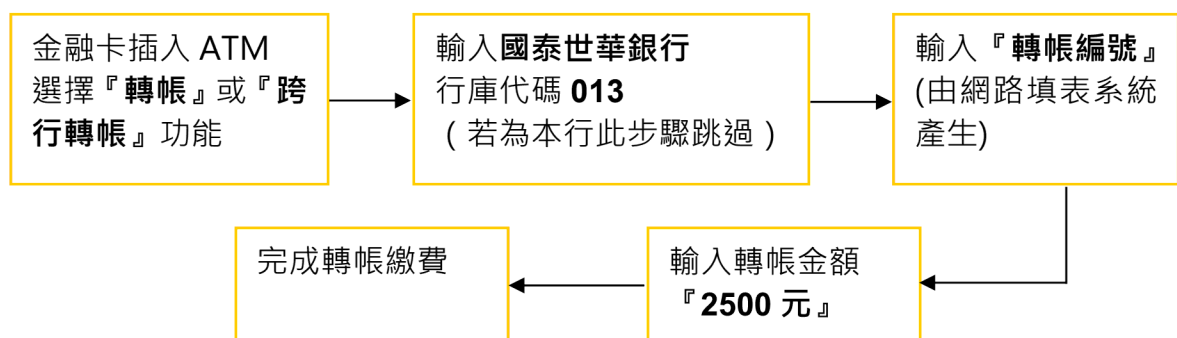 金融卡插入 ATM
選擇『轉帳』或『跨
行轉帳』功能
輸入國泰世華銀行
行庫代碼 013
（若為本行此步驟跳過）
輸入『轉帳編號』
(由網路填表系統
產生)
輸入轉帳金額
『2500 元』
完成轉帳繳費